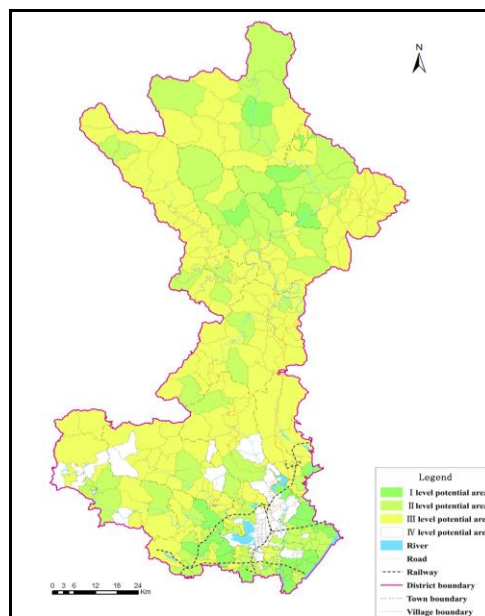 N
Legend
Ⅰ level potential area
Ⅱ level potential area
Ⅲ level potential area
Ⅳ level potential area
River
Road
Railway
District boundary
Town boundary
Village boundary
0 3 6 12 18 24
Km